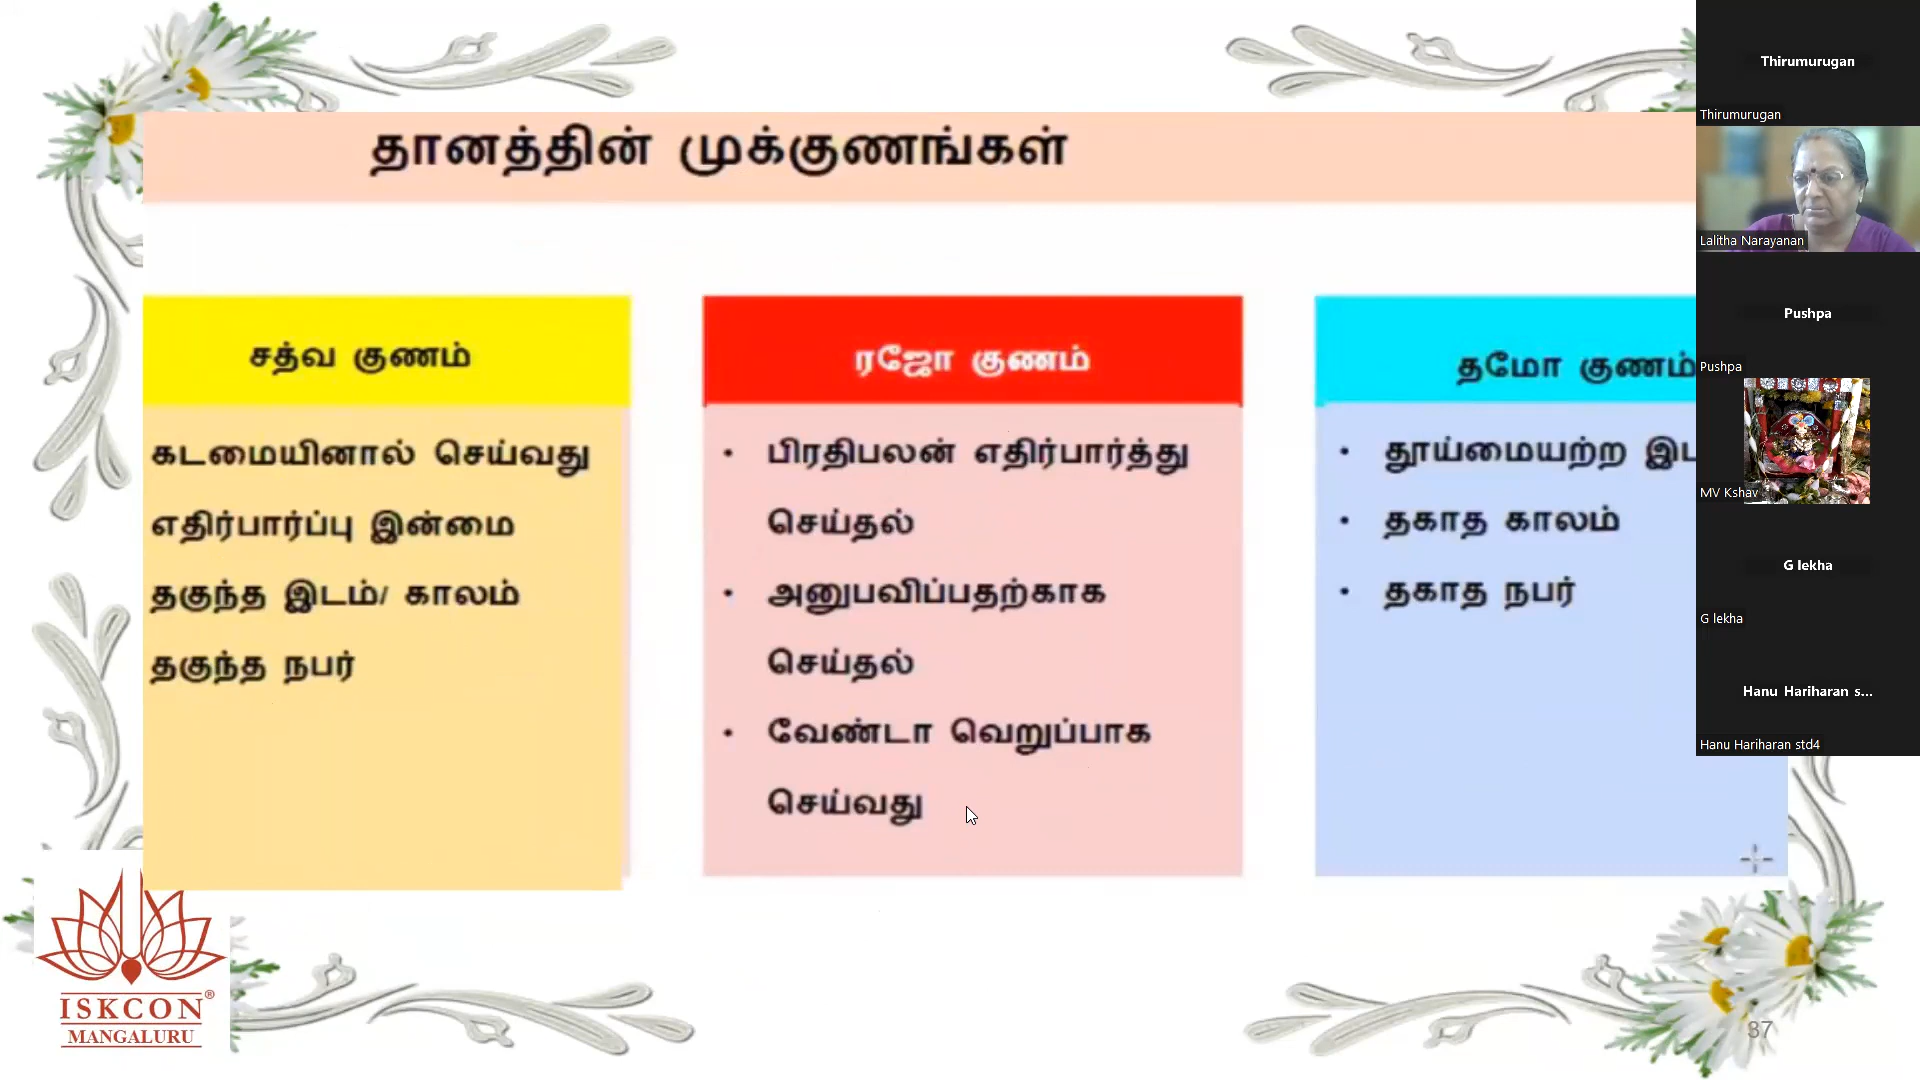 தானத்தின் முக்குணங்கள்
சத்வ குணம்
கடமையினால் செய்வது
எதிர்பார்ப்பு இன்மை
தகுந்த இடம்/ காலம்
தகுந்த நபர்
ரஜோ குணம்
• பிரதிபலன் எதிர்பார்த்து
செய்தல்
• அனுபவிப்பதற்காக
செய்தல்
• வேண்டா வெறுப்பாக
செய்வது
தமோ குணம்
• தூய்மையற்ற
• தகாத காலம்
• தகாத நபர்
ISKCON®
MANGALURU
37
Thirumurugan
Thirumurugan
Lalitha Narayanan
Pushpa
Pushpa
MV Kshav
G lekha
G lekha
Hanu Hariharan s...
Hanu Hariharan std4